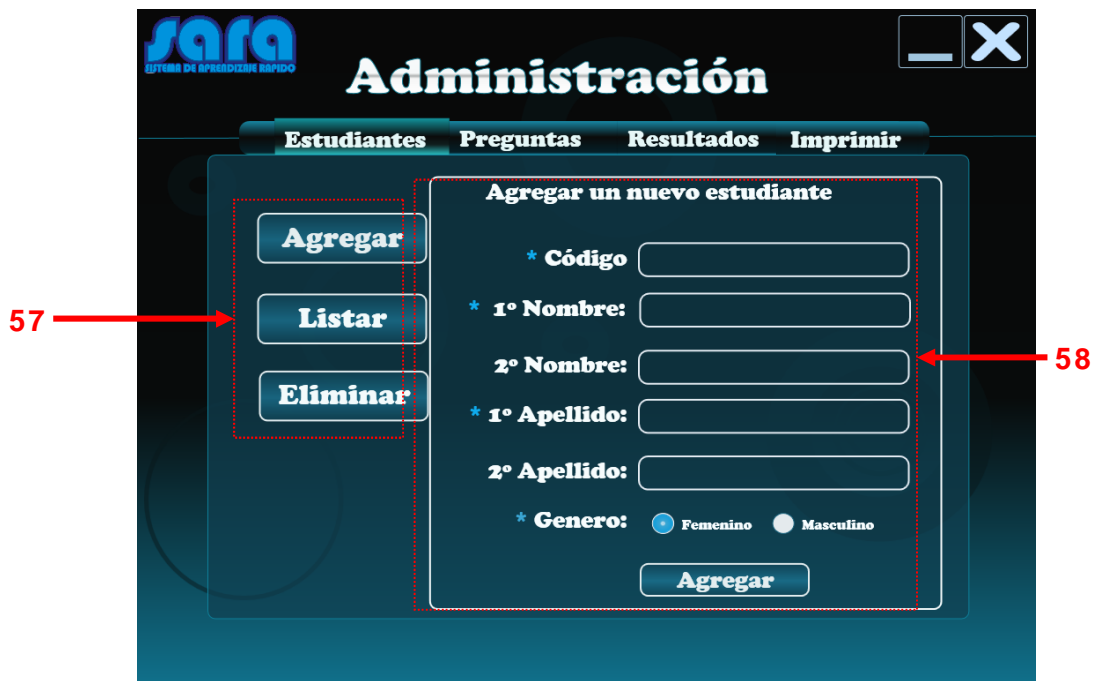 sara
SISTEMA DE APRENDIZAJE RAPIDO
Administración
Estudiantes Preguntas Resultados Imprimir
Agregar un nuevo estudiante
Agregar
Listar
Eliminar
* Código
* 1º Nombre:
2º Nombre:
* 1º Apellido:
2º Apellido:
* Genero: Femenino Masculino
Agregar
57
58